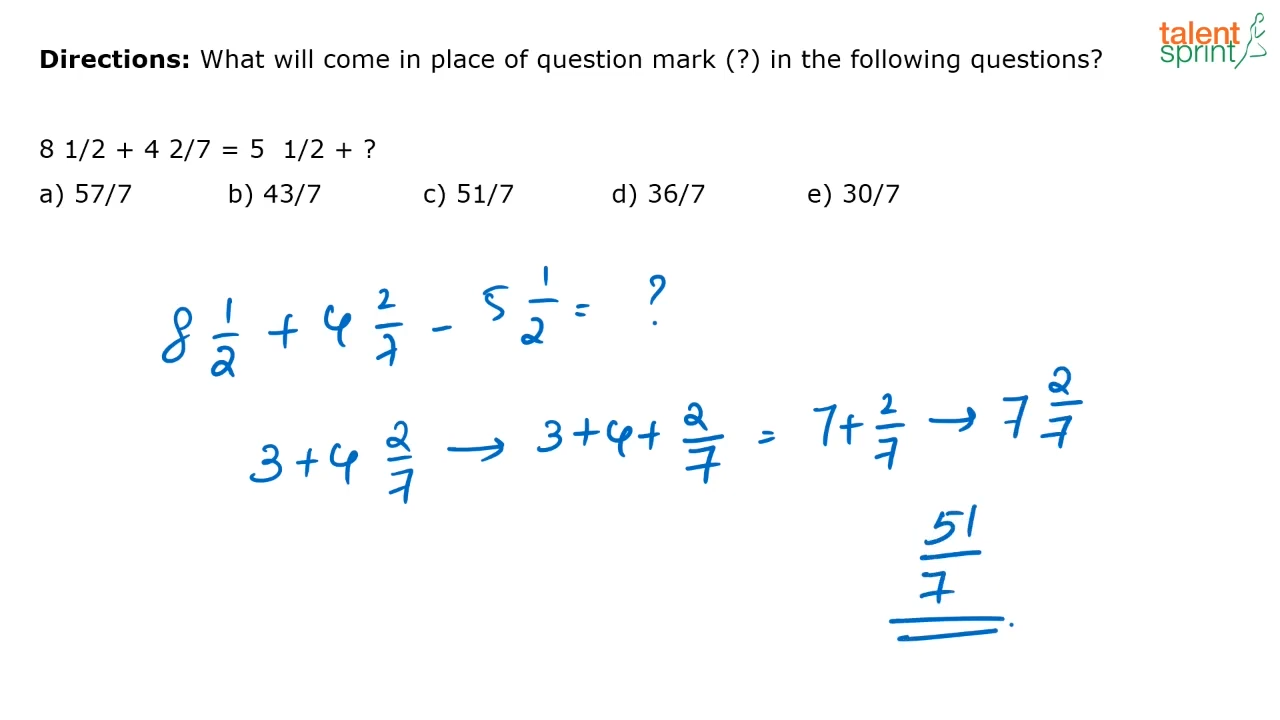 talent
sprint
Directions: What will come in place of question mark (?) in the following questions?
8 1/2 + 4 2/7 = 5  1/2 + ?
a) 57/7 b) 43/7 c) 51/7 d) 36/7 e) 30/7
8 1/2 + 4 2/7 - 5 1/2 = ?
3 + 4 2/7 → 3 + 4 + 2/7 = 7 + 2/7 → 7 2/7
51/7